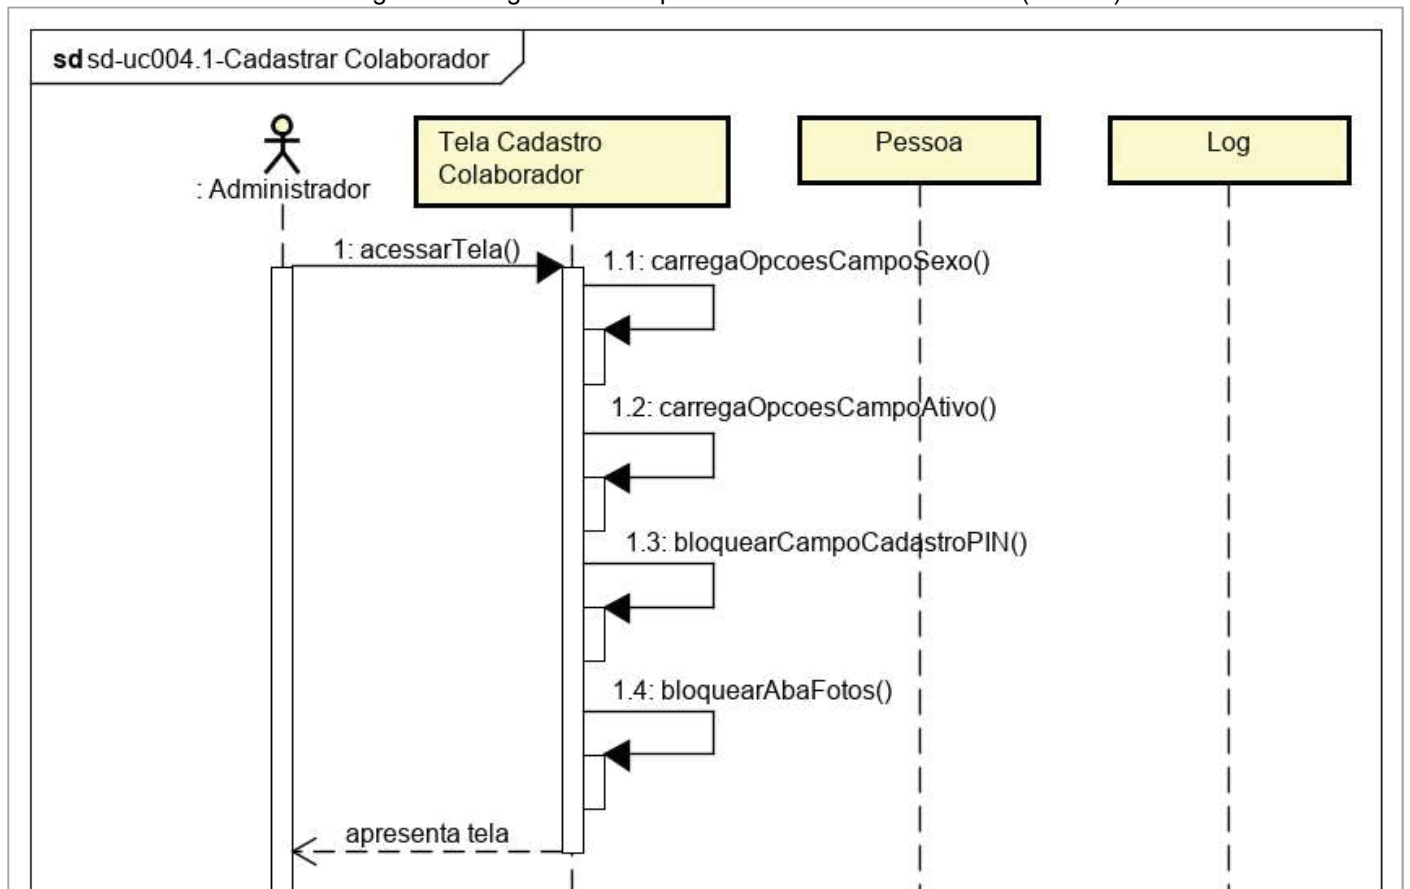 sd sd-uc004.1-Cadastrar Colaborador
: Administrador
Tela Cadastro
Colaborador
Pessoa
Log
1: acessarTela()
1.1: carregaOpcoesCampoSexo()
1.2: carregaOpcoesCampoAtivo()
1.3: bloquearCampoCadastroPIN()
1.4: bloquearAbaFotos()
apresenta tela